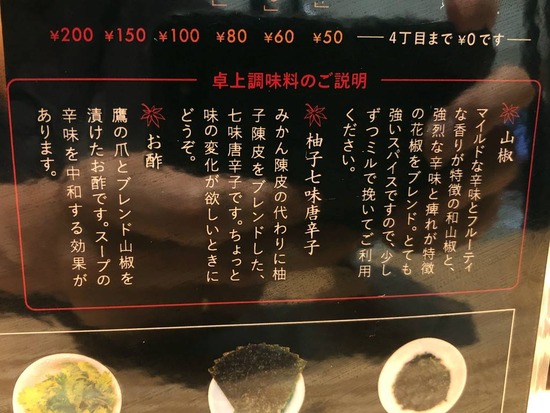 ¥200 ¥150 ¥100 ¥80 ¥60 ¥50 4丁目まで¥0です
卓上調味料のご説明
山椒
マイルドな辛味とフルーティ
な香りが特徴の和山椒と、
強烈な辛味と痺れが特徴
の花椒をブレンド。とても
強いスパイスですので、少し
ずつミルで挽いてご利用
ください。
柚子七味唐辛子
みかん陳皮の代わりに柚
子陳皮をブレンドした、
七味唐辛子です。ちょっと
味の変化が欲しいときに
どうぞ。
お酢
鷹の爪とブレンド山椒を
漬けたお酢です。スープの
辛味を中和する効果が
あります。